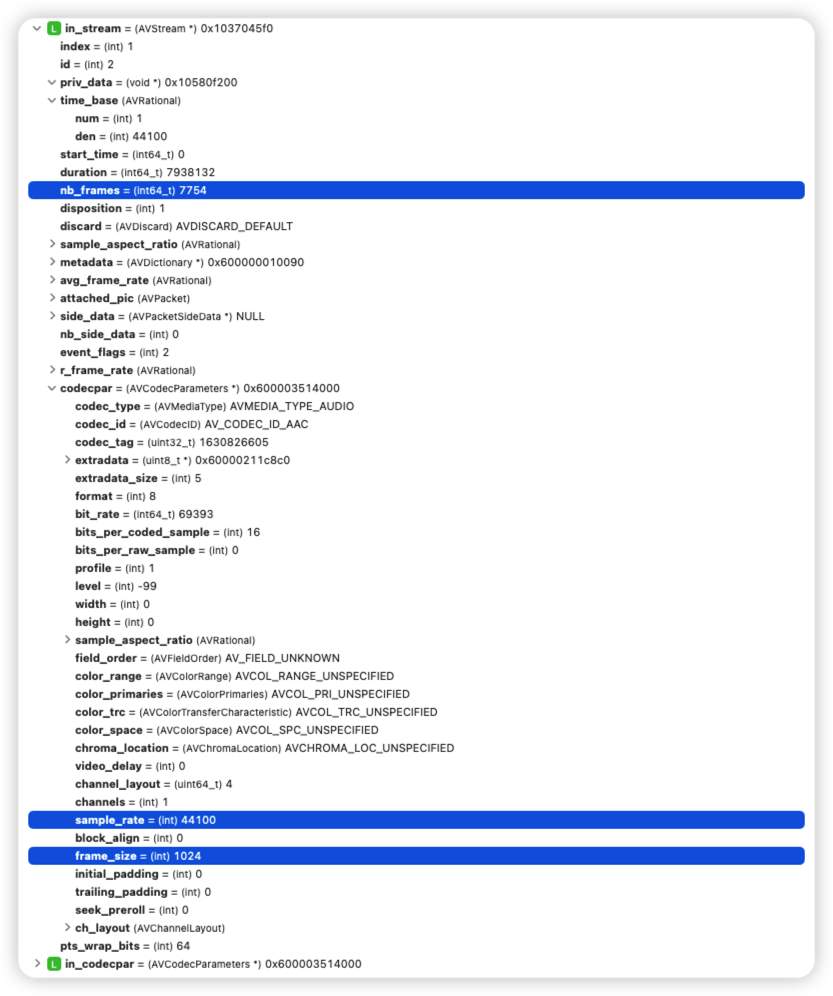 L in_stream = (AVStream *) 0x1037045f0
index = (int) 1
id = (int) 2
priv_data = (void *) 0x10580f200
time_base (AVRational)
num = (int) 1
den = (int) 44100
start_time = (int64_t) 0
duration = (int64_t) 7938132
nb_frames = (int64_t) 7754
disposition = (int) 1
discard = (AVDiscard) AVDISCARD_DEFAULT
sample_aspect_ratio (AVRational)
metadata = (AVDictionary *) 0x600000010090
avg_frame_rate (AVRational)
attached_pic (AVPacket)
side_data = (AVPacketSideData *) NULL
nb_side_data = (int) 0
event_flags = (int) 2
r_frame_rate (AVRational)
codecpar = (AVCodecParameters *) 0x600003514000
codec_type = (AVMediaType) AVMEDIA_TYPE_AUDIO
codec_id = (AVCodecID) AV_CODEC_ID_AAC
codec_tag = (uint32_t) 1630826605
extradata = (uint8_t *) 0x60000211c8c0
extradata_size = (int) 5
format = (int) 8
bit_rate = (int64_t) 69393
bits_per_coded_sample = (int) 16
bits_per_raw_sample = (int) 0
profile = (int) 1
level = (int) -99
width = (int) 0
height = (int) 0
sample_aspect_ratio (AVRational)
field_order = (AVFieldOrder) AV_FIELD_UNKNOWN
color_range = (AVColorRange) AVCOL_RANGE_UNSPECIFIED
color_primaries = (AVColorPrimaries) AVCOL_PRI_UNSPECIFIED
color_trc = (AVColorTransferCharacteristic) AVCOL_TRC_UNSPECIFIED
color_space = (AVColorSpace) AVCOL_SPC_UNSPECIFIED
chroma_location = (AVChromaLocation) AVCHROMA_LOC_UNSPECIFIED
video_delay = (int) 0
channel_layout = (uint64_t) 4
channels = (int) 1
sample_rate = (int) 44100
block_align = (int) 0
frame_size = (int) 1024
initial_padding = (int) 0
trailing_padding = (int) 0
seek_preroll = (int) 0
ch_layout (AVChannelLayout)
pts_wrap_bits = (int) 64
L in_codecpar = (AVCodecParameters *) 0x600003514000